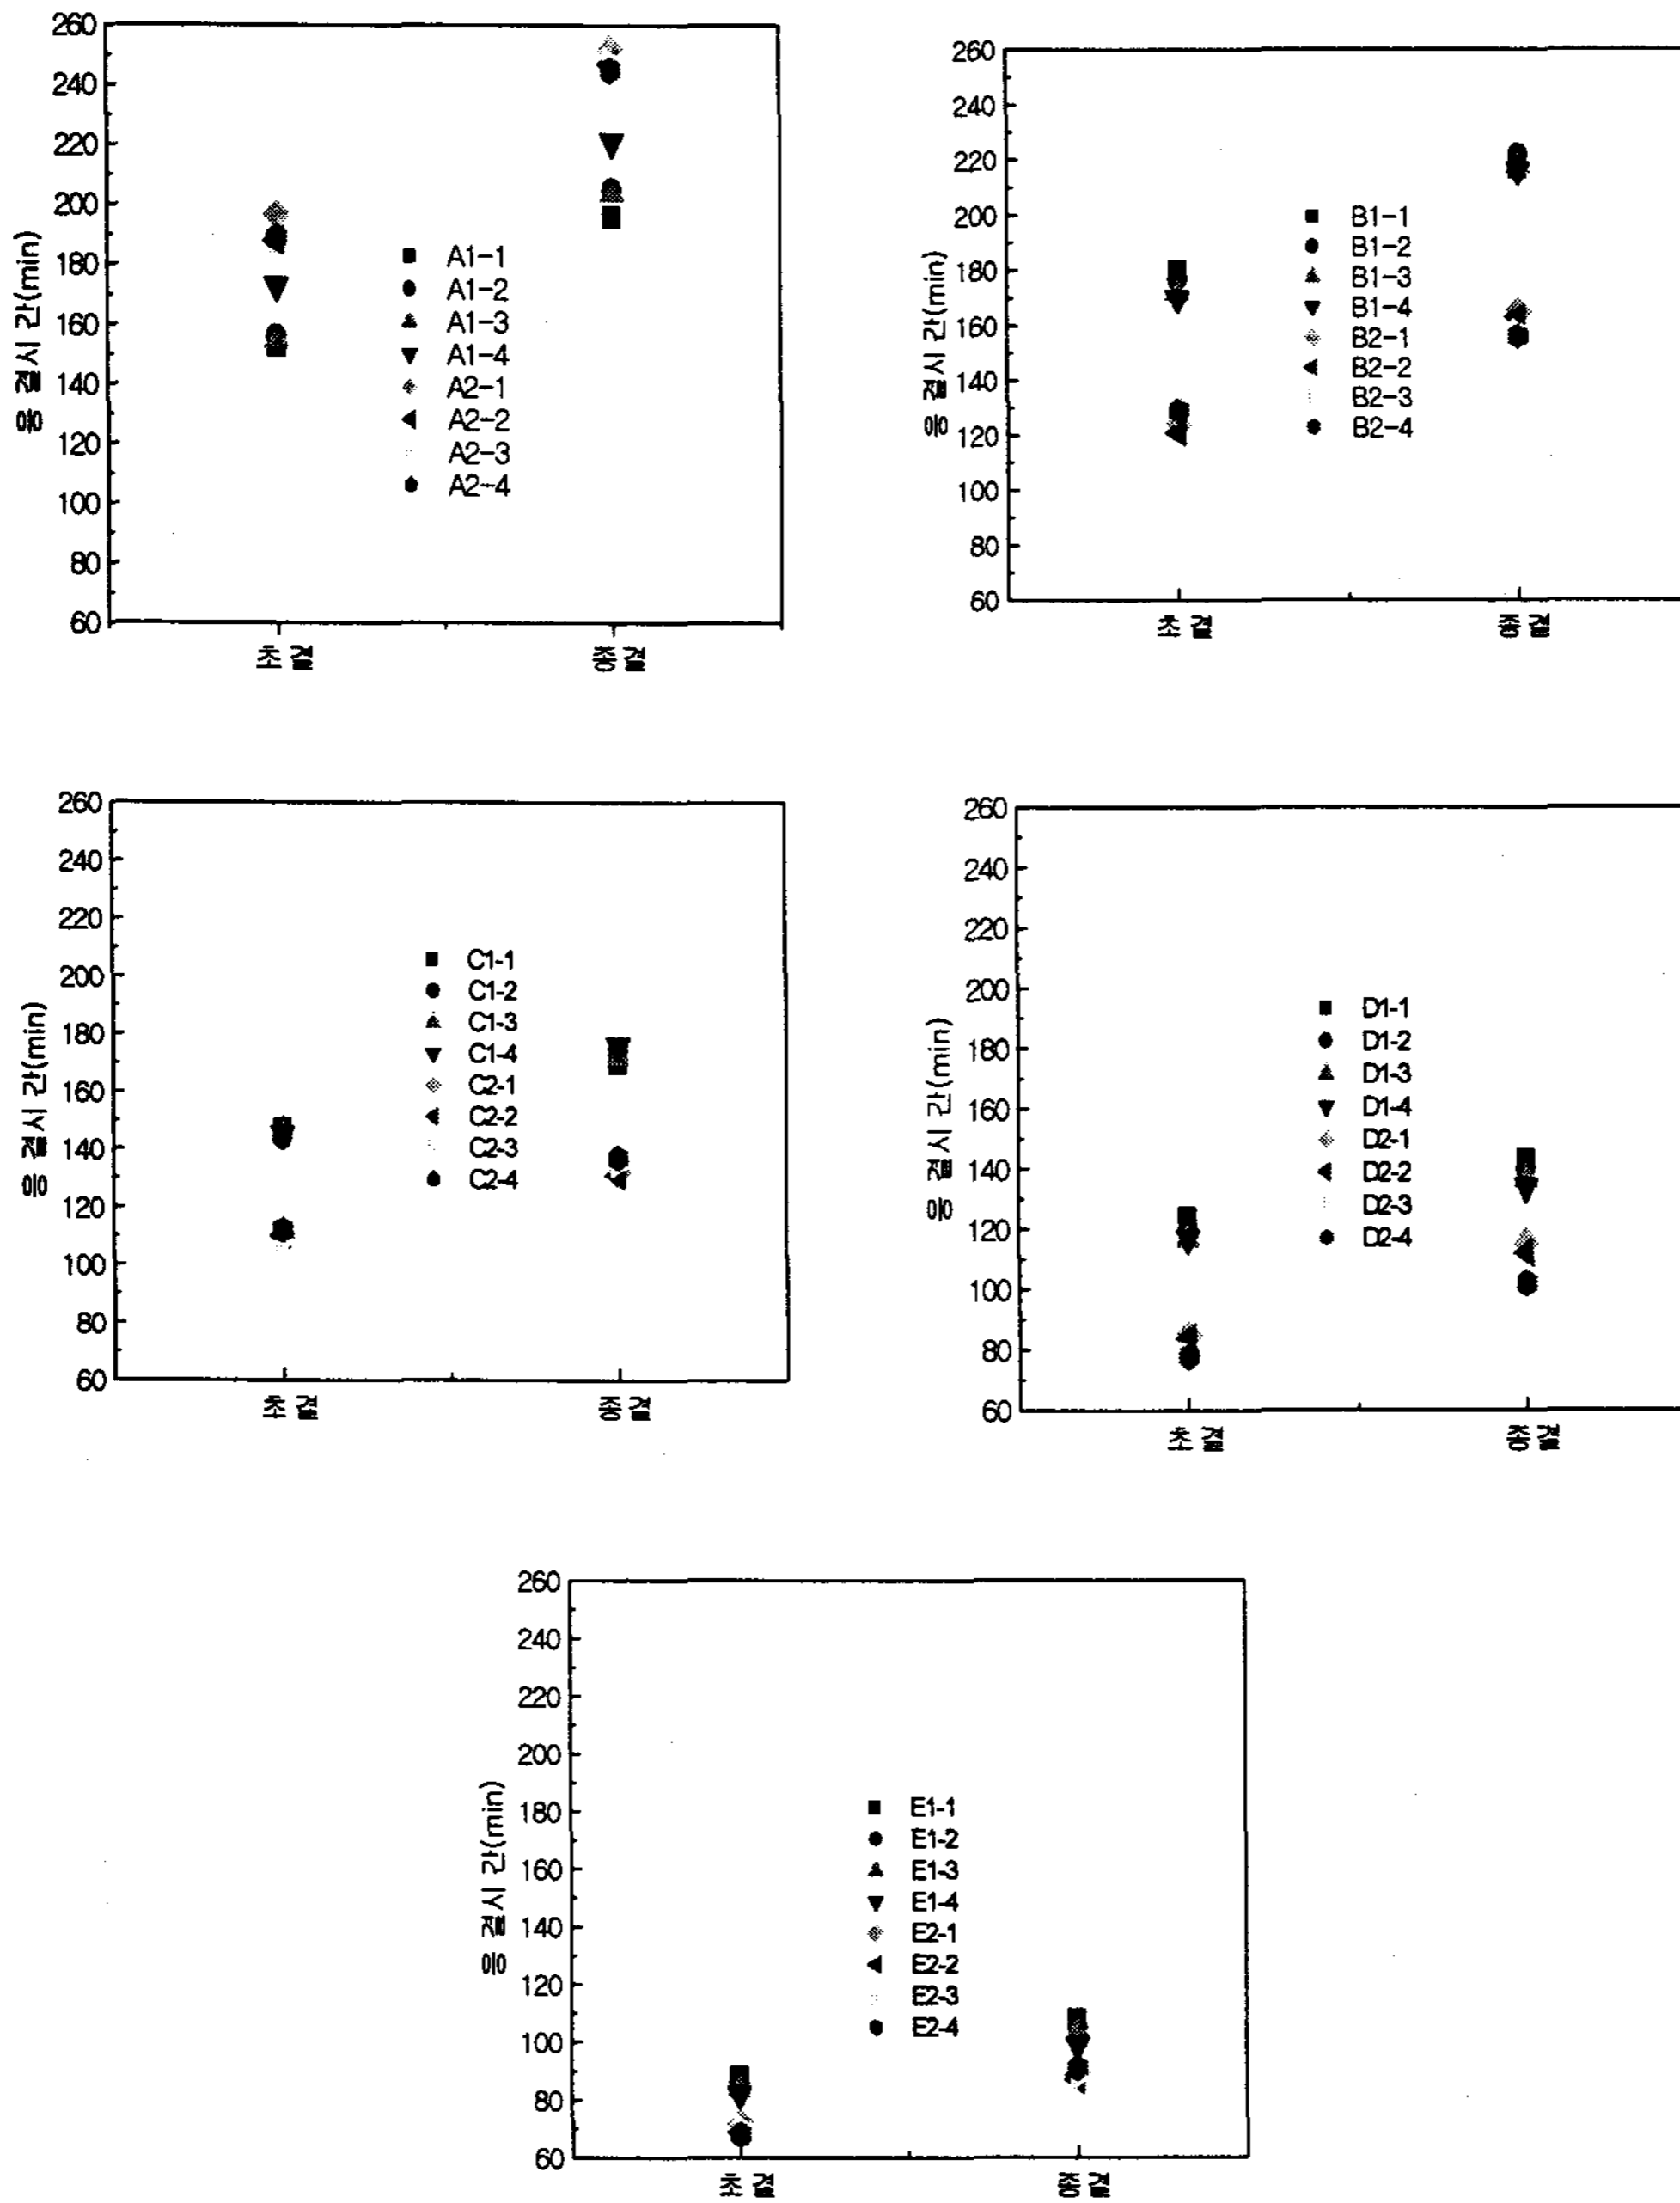 260
240
220
200
180
160
140
120
100
80
60
응결시간(min)
A1-1
A1-2
A1-3
A1-4
A2-1
A2-2
A2-3
A2-4
초결
종결
260
240
220
200
180
160
140
120
100
80
60
응결시간(min)
B1-1
B1-2
B1-3
B1-4
B2-1
B2-2
B2-3
B2-4
초결
종결
260
240
220
200
180
160
140
120
100
80
60
응결시간(min)
C1-1
C1-2
C1-3
C1-4
C2-1
C2-2
C2-3
C2-4
초결
종결
260
240
220
200
180
160
140
120
100
80
60
응결시간(min)
D1-1
D1-2
D1-3
D1-4
D2-1
D2-2
D2-3
D2-4
초결
종결
260
240
220
200
180
160
140
120
100
80
60
응결시간(min)
E1-1
E1-2
E1-3
E1-4
E2-1
E2-2
E2-3
E2-4
초결
종결